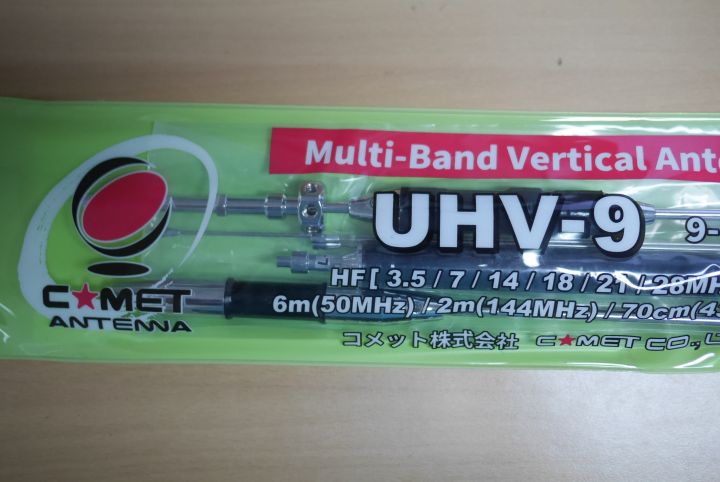 Multi-Band Vertical Ante
UHV-9
9-
HF [ 3.5 / 7 / 14 / 18 / 21 / 28MH
6m(50MHz) / 2m(144MHz) / 70cm(43
コメット株式会社 C★MET CO., L
C★MET
ANTENNA
L